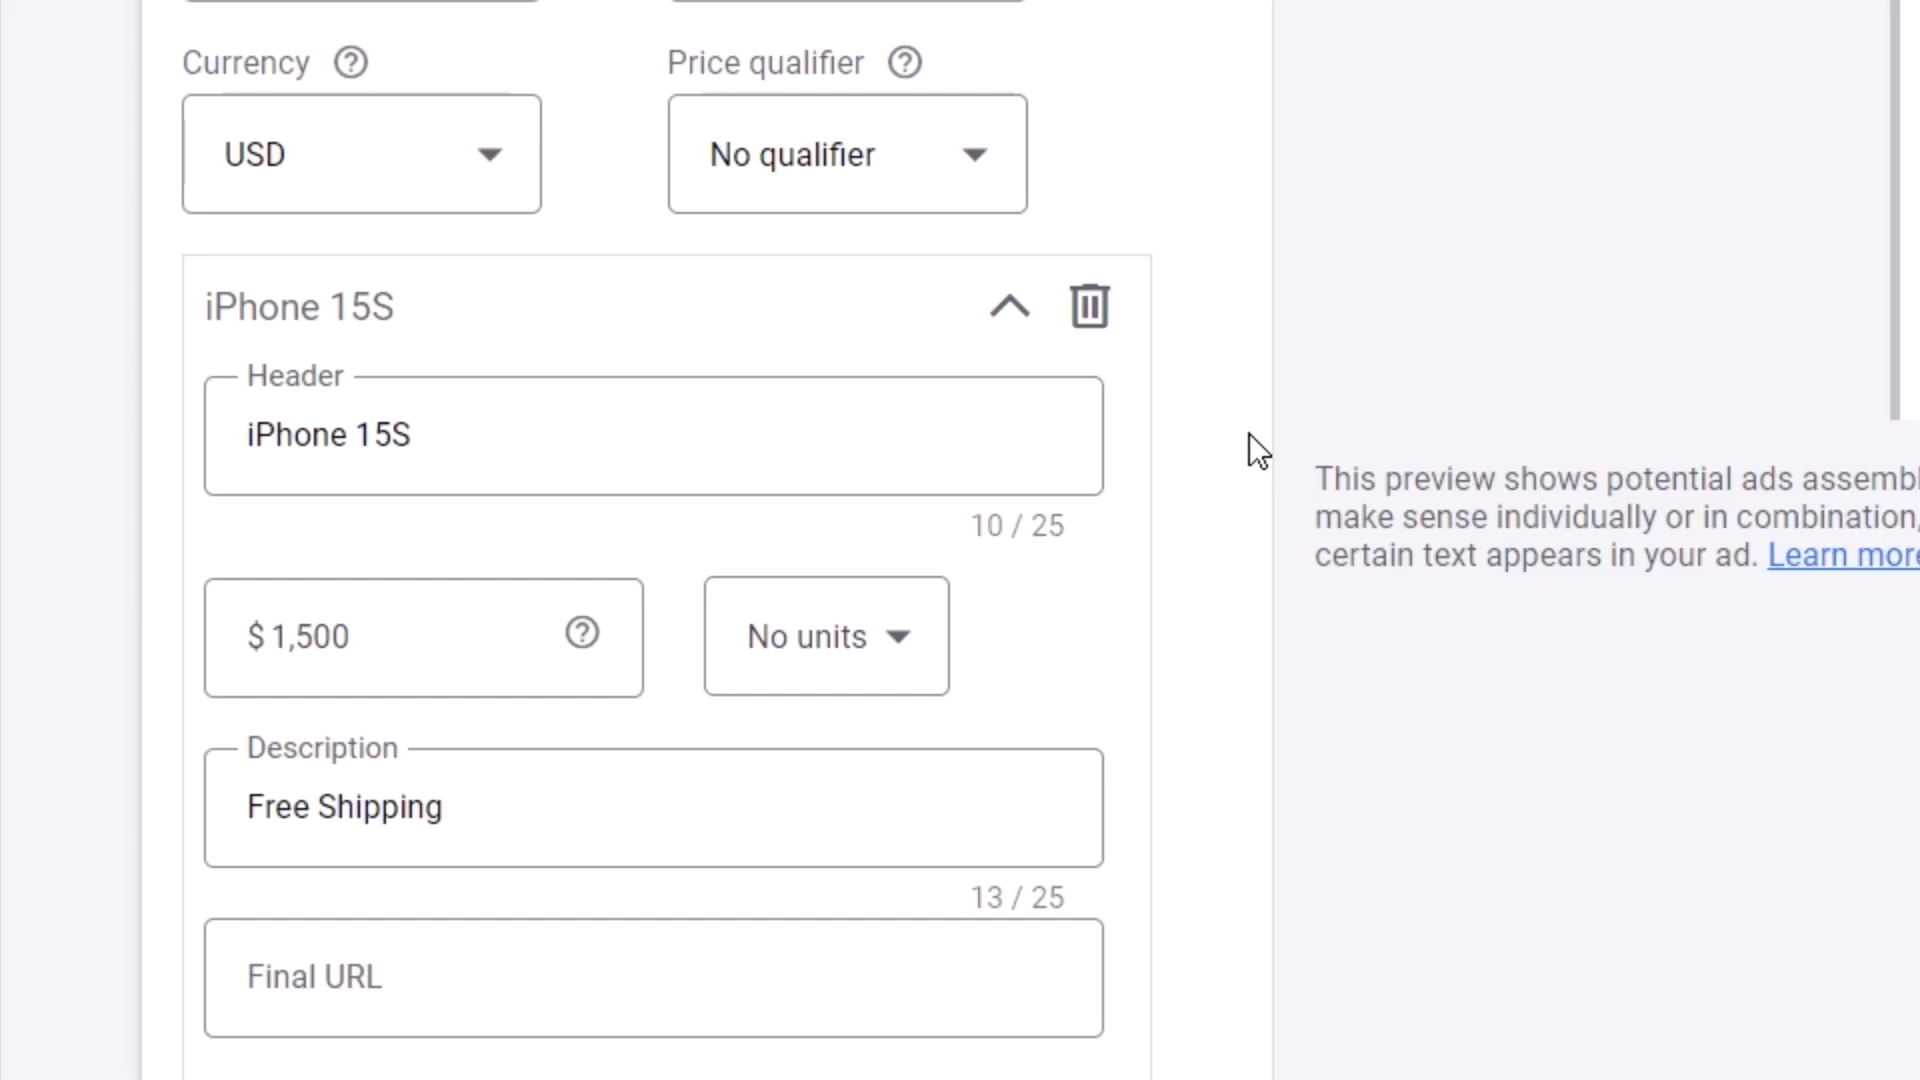 Currency
Price qualifier
USD
No qualifier
iPhone 15S
Header
iPhone 15S
10 / 25
$ 1,500
No units
Description
Free Shipping
13 / 25
Final URL
This preview shows potential ads
make sense individually or in combination,
certain text appears in your ad. Learn more